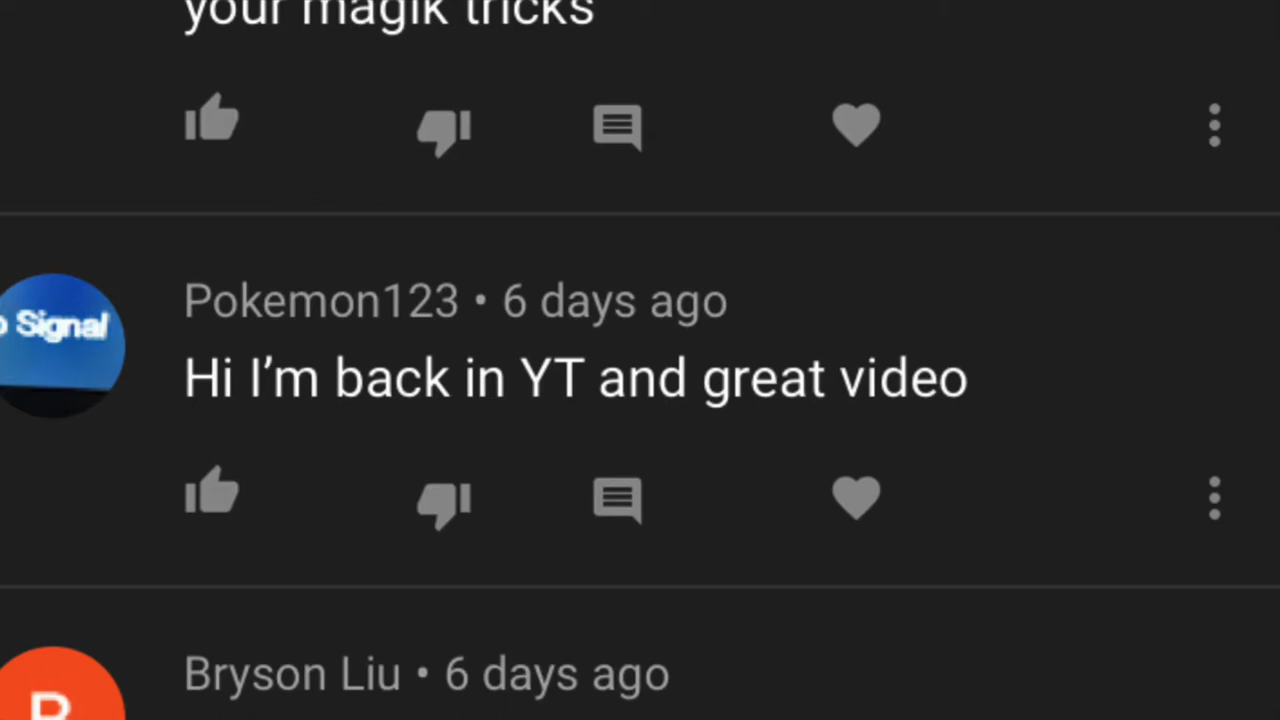 your magik tricks
Pokemon123 • 6 days ago
Signal
Hi I’m back in YT and great video
Bryson Liu • 6 days ago